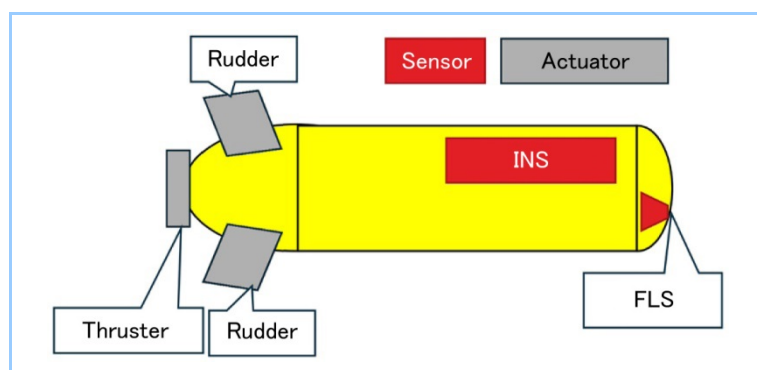 Rudder
Sensor
Actuator
INS
FLS
Thruster
Rudder